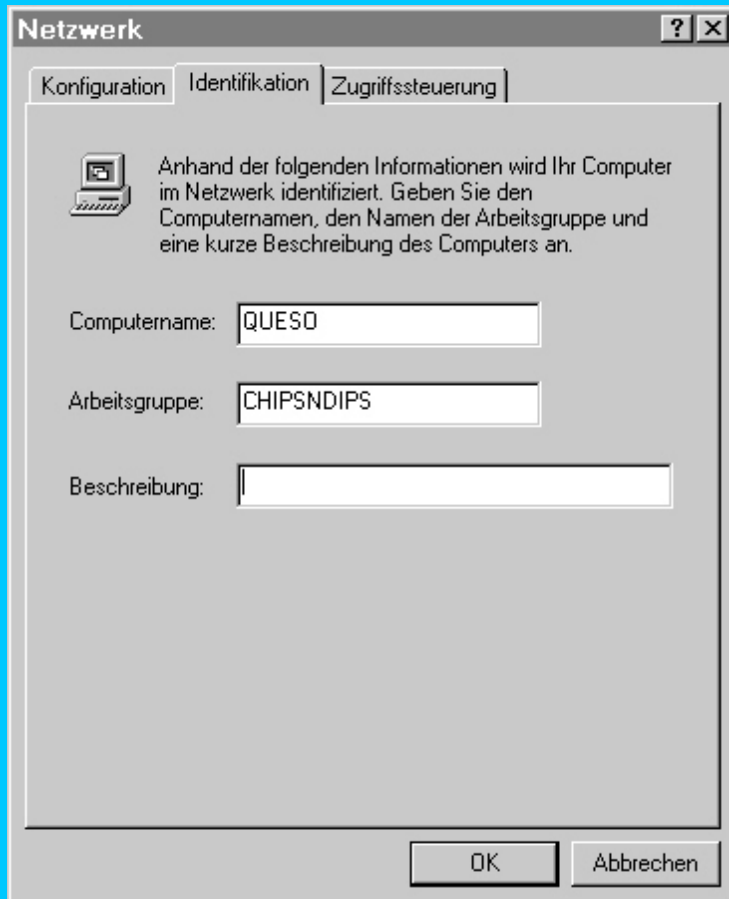 Netzwerk
Konfiguration Identifikation Zugriffssteuerung
Anhand der folgenden Informationen wird Ihr Computer
im Netzwerk identifiziert. Geben Sie den
Computernamen, den Namen der Arbeitsgruppe und
eine kurze Beschreibung des Computers an.
Computername: QUESO
Arbeitsgruppe: CHIPSNDIPS
Beschreibung:
OK Abbrechen